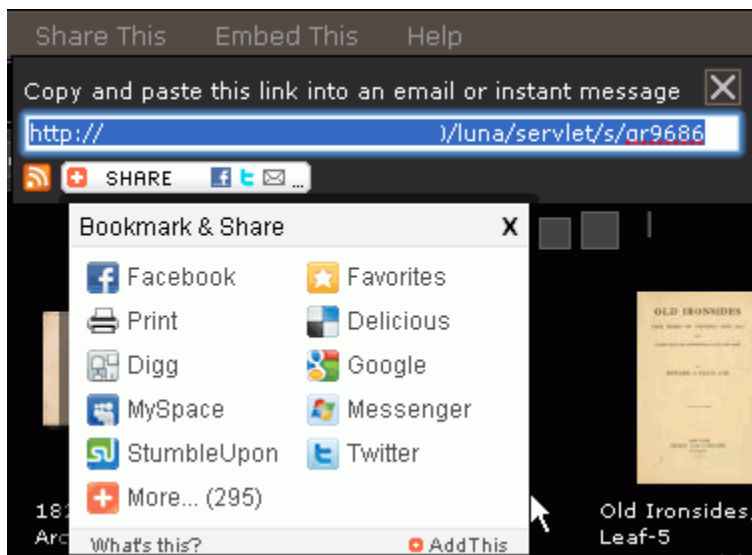 Share This Embed This Help
Copy and paste this link into an email or instant message
http:// )/luna/servlet/s/qr9686
SHARE ...
Bookmark & Share X
Facebook Favorites
Print Delicious
Digg Google
MySpace Messenger
StumbleUpon Twitter
More... (295)
What's this? AddThis
OLD IRONSIDES
182
Arc
Old Ironsides,
Leaf-5